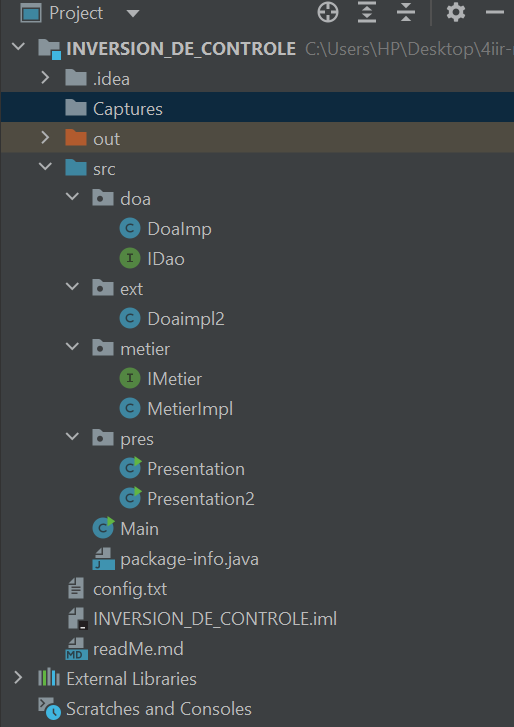 Project
INVERSION_DE_CONTROLE C:\Users\HP\Desktop\4iir-
.idea
Captures
out
src
doa
DoaImp
IDao
ext
Doaimpl2
metier
IMetier
MetierImpl
pres
Presentation
Presentation2
Main
package-info.java
config.txt
INVERSION_DE_CONTROLE.iml
readMe.md
External Libraries
Scratches and Consoles